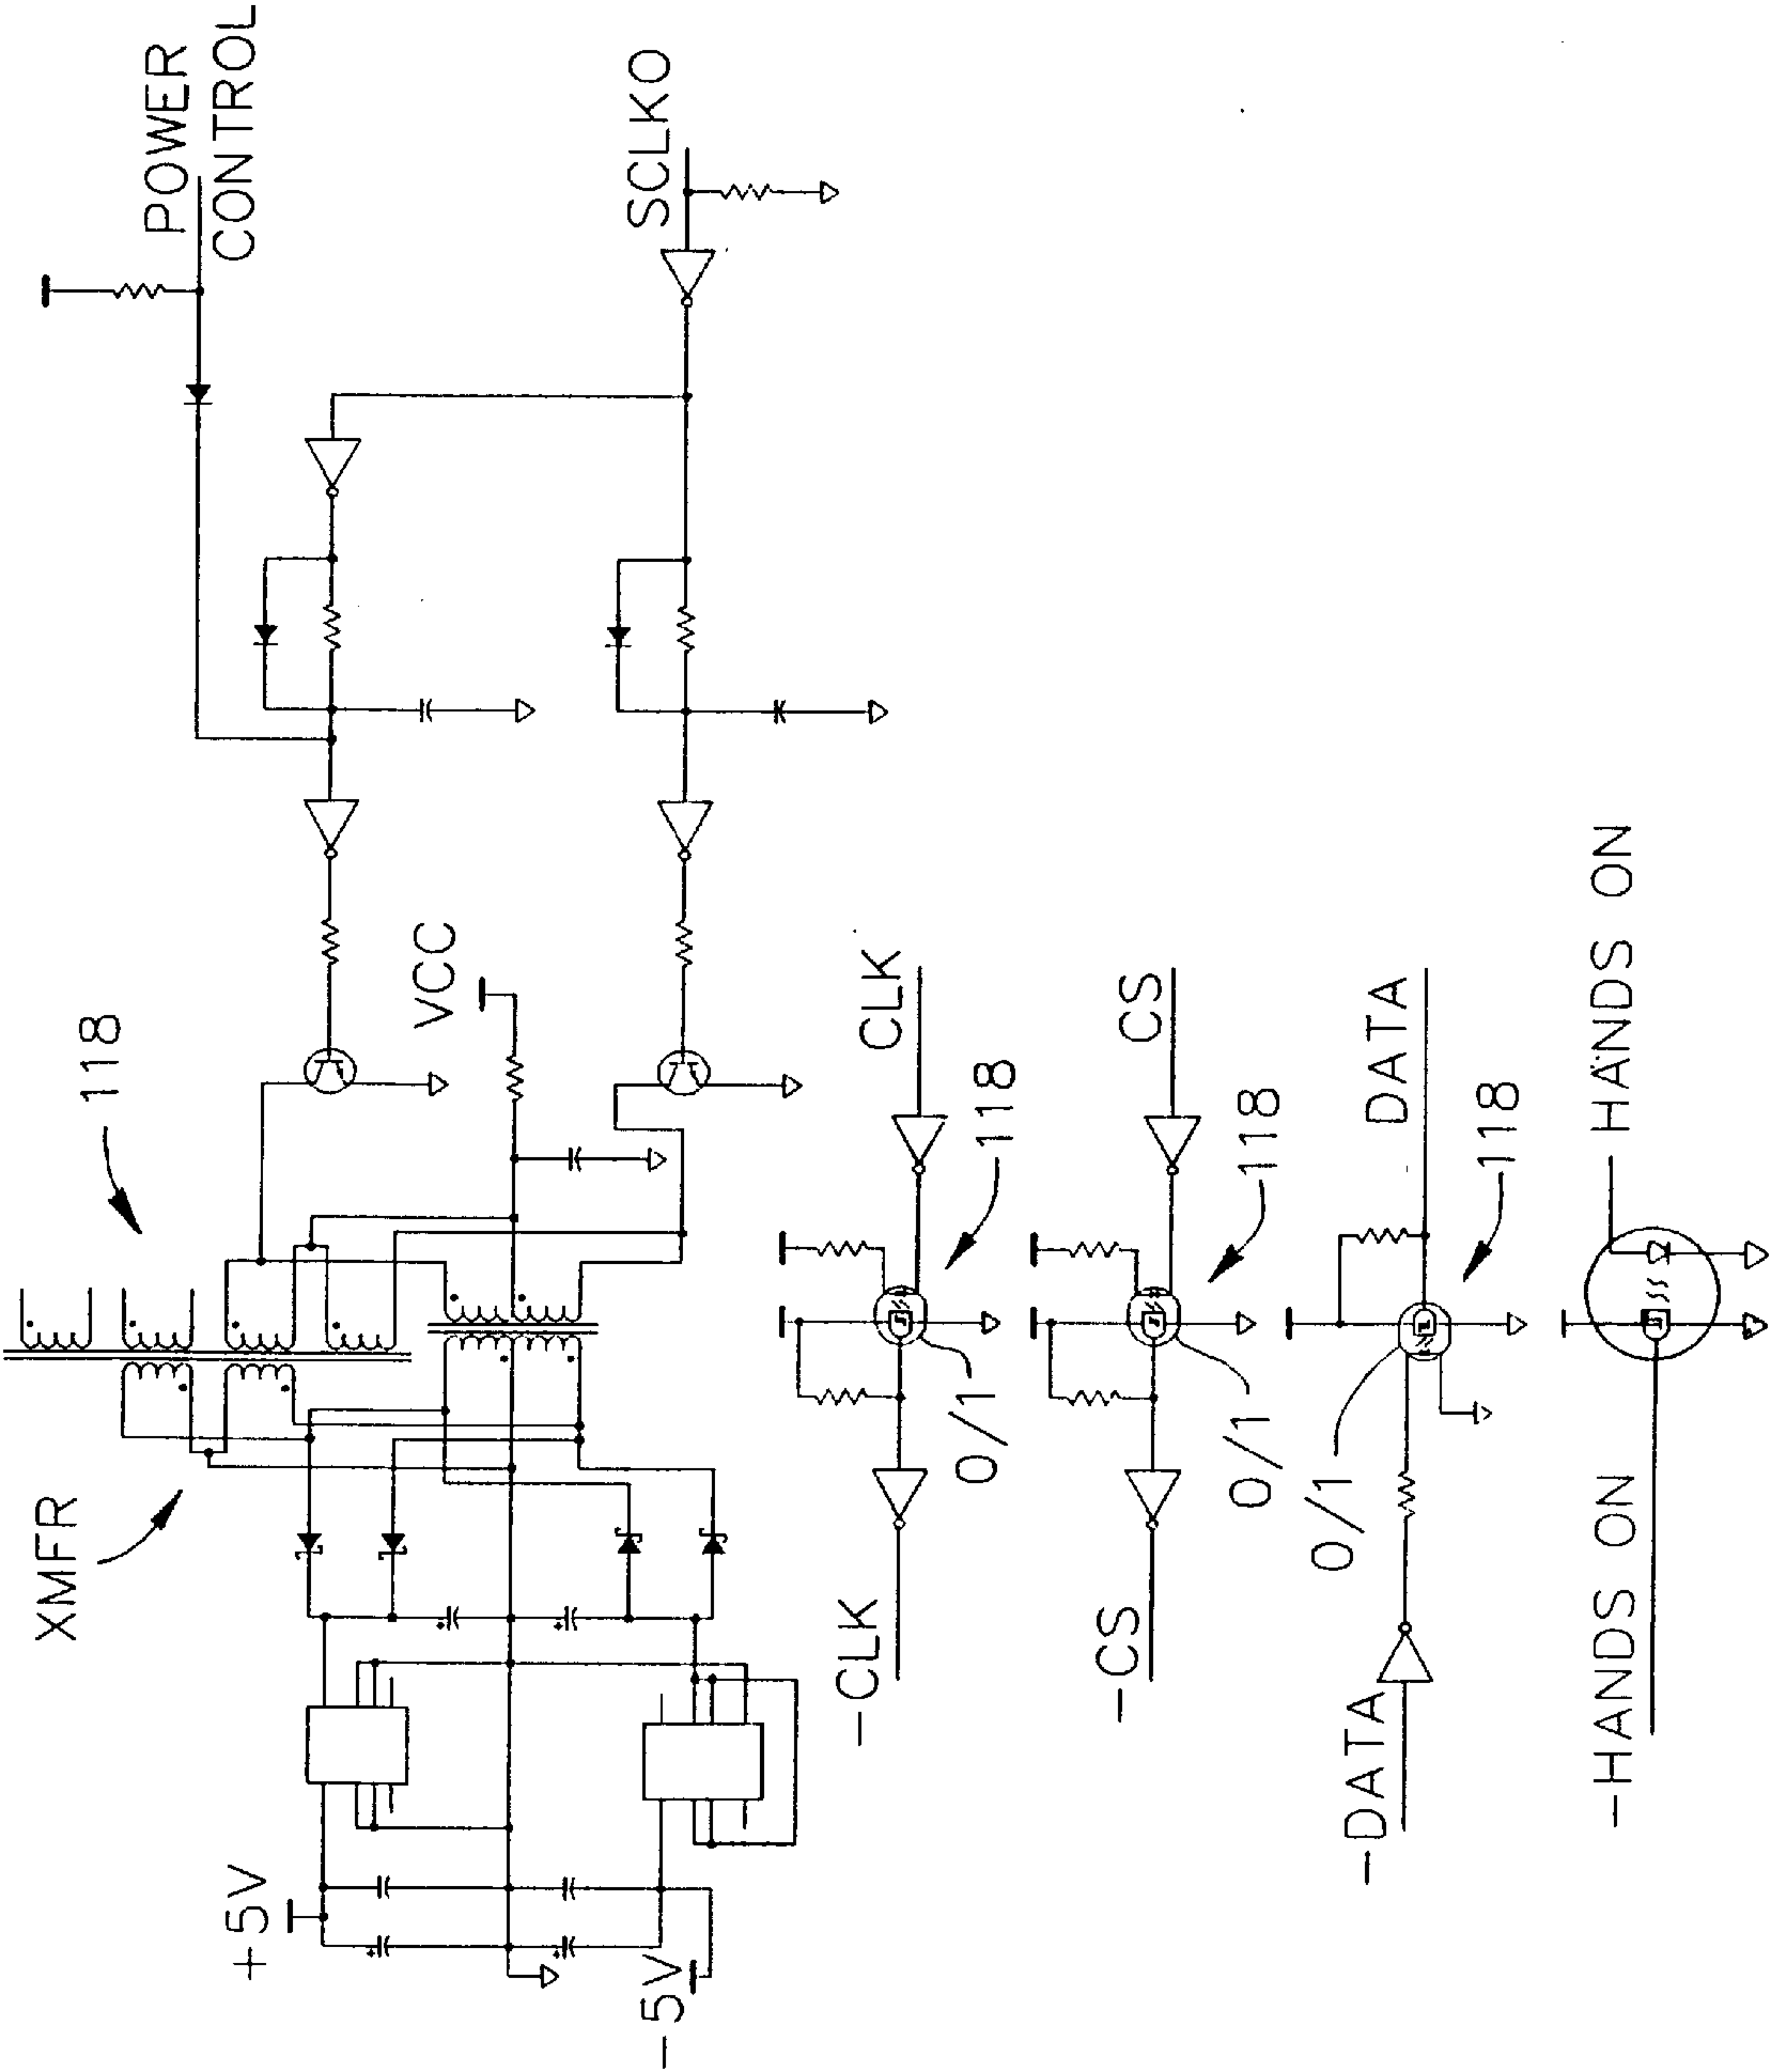 XMFR
118
POWER
CONTROL
+5V
VCC
SCLKO
-5V
-CLK
CLK
0/1
118
-CS
CS
0/1
118
0/1
-DATA
DATA
118
-HANDS ON
HANDS ON